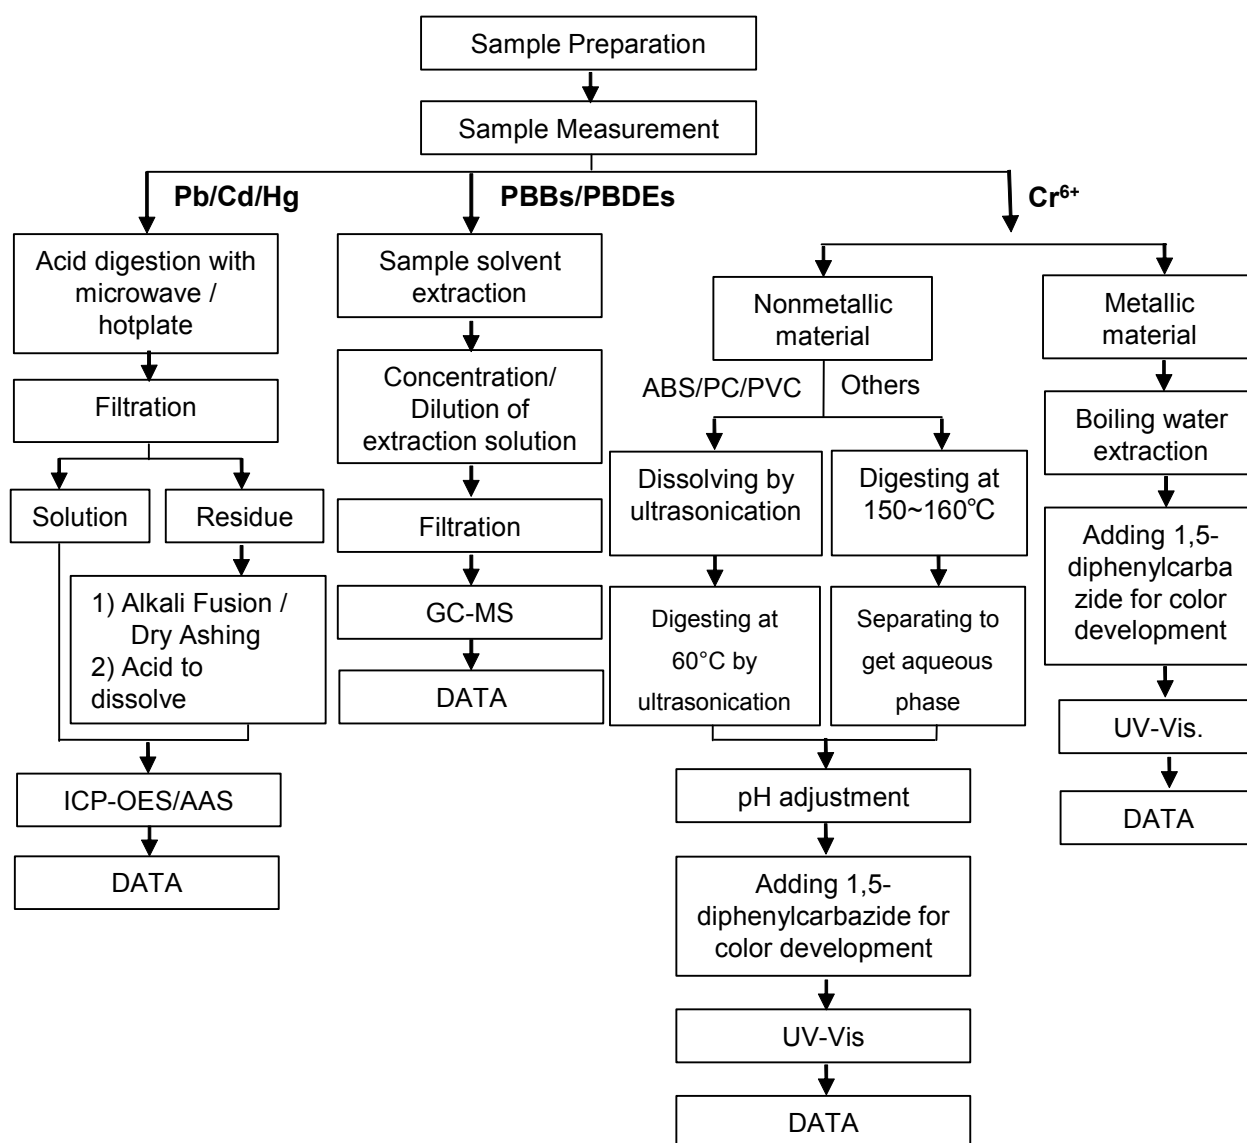 Sample Preparation
Sample Measurement
Pb/Cd/Hg
PBBs/PBDEs
Cr⁶⁺
Acid digestion with
microwave /
hotplate
Filtration
Solution
Residue
1) Alkali Fusion /
Dry Ashing
2) Acid to
dissolve
ICP-OES/AAS
DATA
Sample solvent
extraction
Concentration/
Dilution of
extraction solution
Filtration
GC-MS
DATA
Nonmetallic
material
ABS/PC/PVC
Others
Dissolving by
ultrasonication
Digesting at
60°C by
ultrasonication
Digesting at
150~160℃
Separating to
get aqueous
phase
pH adjustment
Adding 1,5-
diphenylcarbazide for
color development
UV-Vis
DATA
Metallic
material
Boiling water
extraction
Adding 1,5-
diphenylcarba
zide for color
development
UV-Vis.
DATA